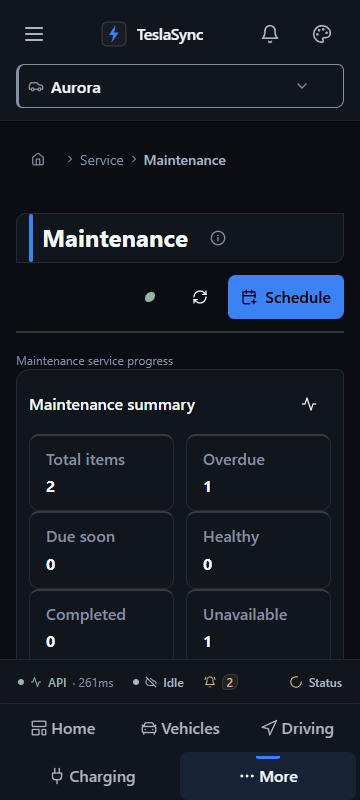 TeslaSync
Aurora
Service Maintenance
Maintenance
Schedule
Maintenance service progress
Maintenance summary
Total items Overdue
2 1
Due soon Healthy
0 0
Completed Unavailable
0 1
API · 261ms Idle 2 Status
Home Vehicles Driving
Charging More